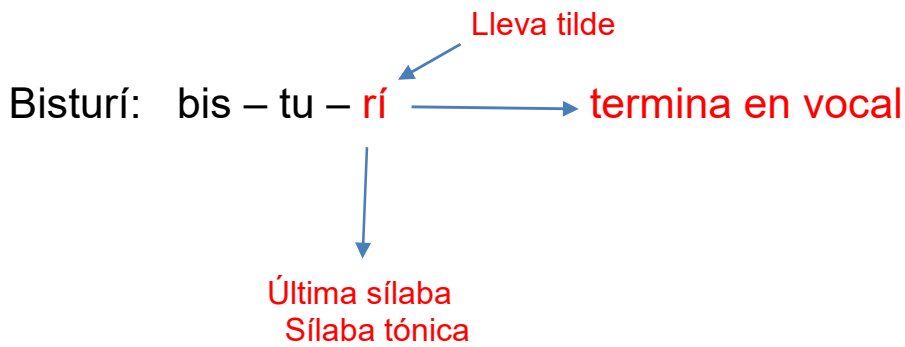 Lleva tilde
Bisturí: bis – tu – rí termina en vocal
Última sílaba
Sílaba tónica